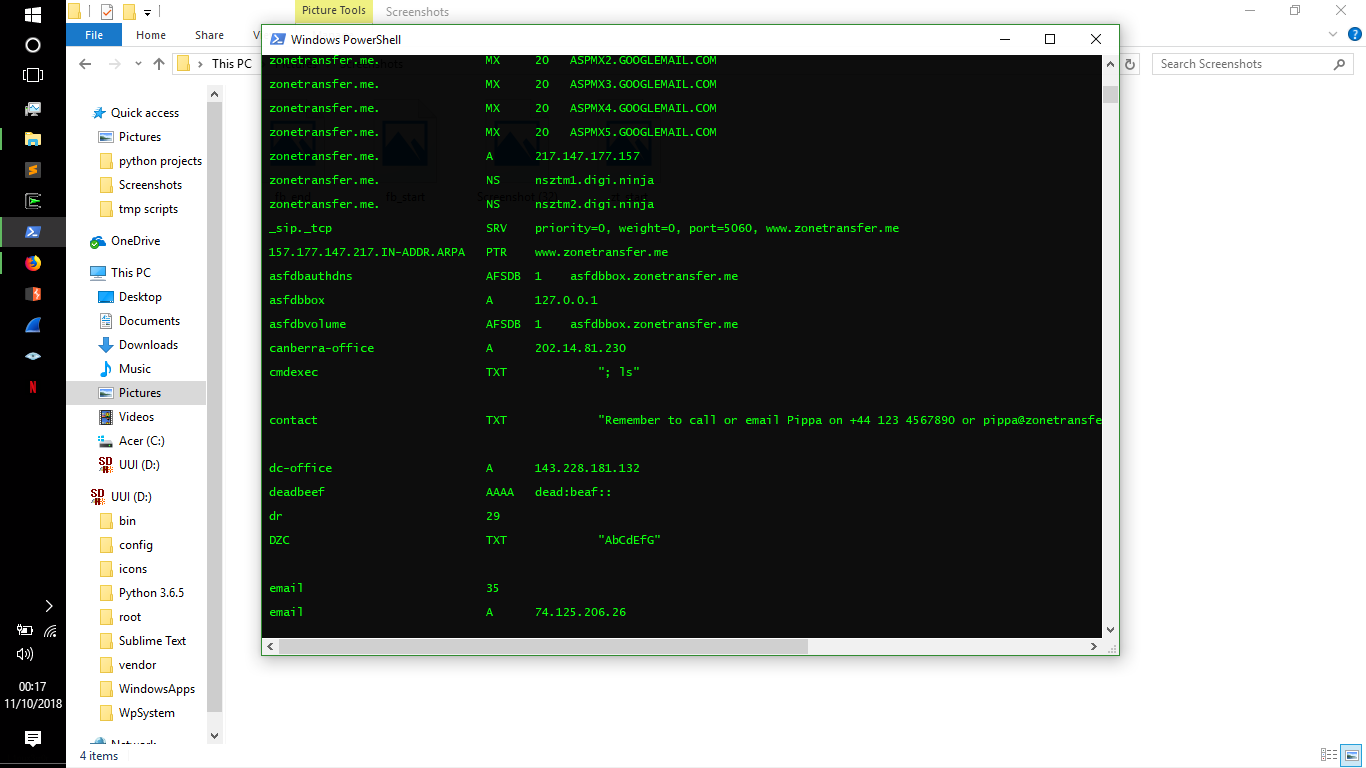 Picture Tools
Screenshots
File
Home
Share
V
This PC
Search Screenshots
Quick access
Pictures
python projects
Screenshots
tmp scripts
OneDrive
This PC
Desktop
Documents
Downloads
Music
Pictures
Videos
Acer (C:)
UUI (D:)
UUI (D:)
bin
config
icons
Python 3.6.5
root
Sublime Text
vendor
WindowsApps
WpSystem
Network
4 items
Windows PowerShell
zonetransfer.me. MX 20 ASPMX2.GOOGLEMAIL.COM
zonetransfer.me. MX 20 ASPMX3.GOOGLEMAIL.COM
zonetransfer.me. MX 20 ASPMX4.GOOGLEMAIL.COM
zonetransfer.me. MX 20 ASPMX5.GOOGLEMAIL.COM
zonetransfer.me. A 217.147.177.157
zonetransfer.me. NS nsztm1.digi.ninja
zonetransfer.me. NS nsztm2.digi.ninja
_sip._tcp SRV priority=0, weight=0, port=5060, www.zonetransfer.me
157.177.147.217.IN-ADDR.ARPA PTR www.zonetransfer.me
asfdbauthdns AFSDB 1 asfdbbox.zonetransfer.me
asfdbbox A 127.0.0.1
asfdbvolume AFSDB 1 asfdbbox.zonetransfer.me
canberra-office A 202.14.81.230
cmdexec TXT "; ls"
contact TXT "Remember to call or email Pippa on +44 123 4567890 or pippa@zonetransfe
dc-office A 143.228.181.132
deadbeef AAAA dead:beaf::
dr 29
DZC TXT "AbCdEfG"
email 35
email A 74.125.206.26
fb_start
00:17
11/10/2018